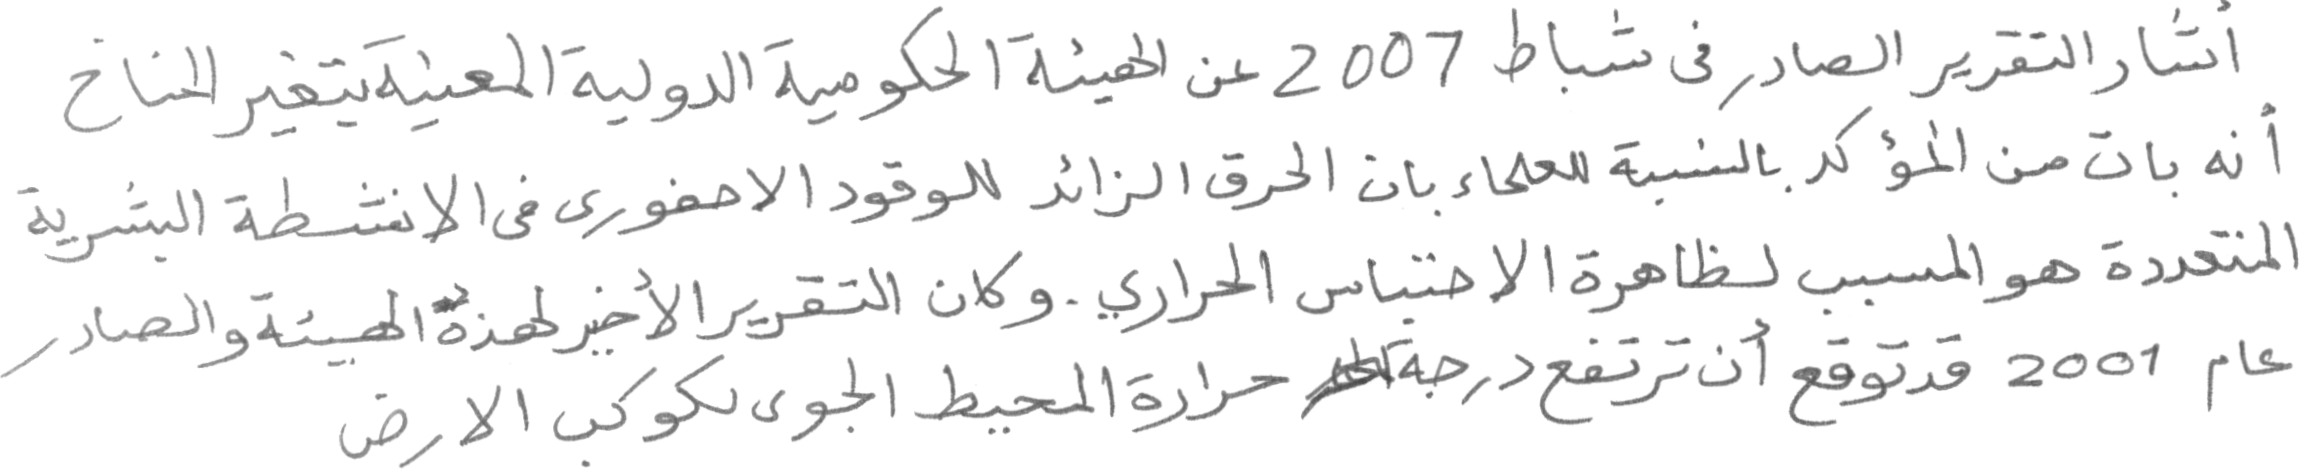 أشار التقرير الصادر فى شباط 2007 عن الهيئة الحكومية الدولية المعنية بتغير المناخ
أنه بات من المؤكد بالنسبة للعلماء بان الحرق الزائد للوقود الاحفورى فى الانشطة البشرية
المتعددة هو المسبب لظاهرة الاحتباس الحراري. وكان التقرير الأخير لهذه الهيئة والصادر
عام 2001 قد توقع أن ترتفع درجة حرارة المحيط الجوى لكوكب الارض